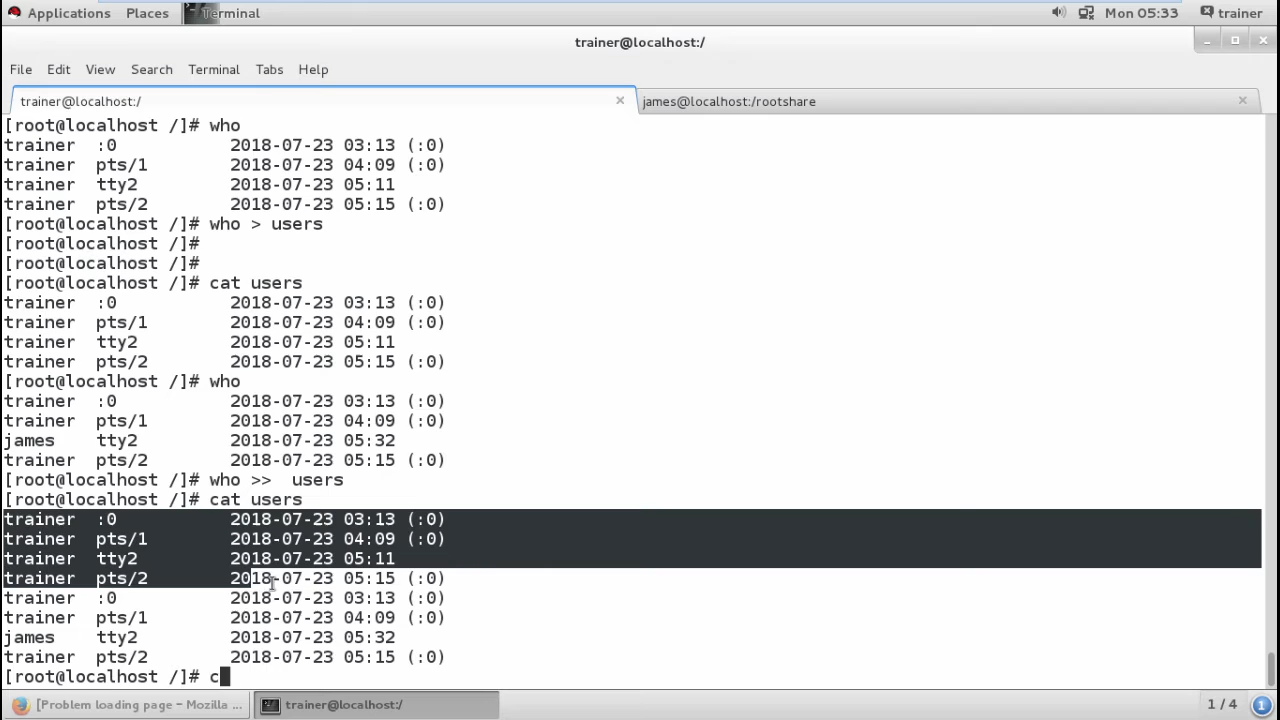 Applications Places Terminal Mon 05:33 trainer
trainer@localhost:/
File Edit View Search Terminal Tabs Help
trainer@localhost:/ × james@localhost:/rootshare ×
[root@localhost /]# who
trainer  :0           2018-07-23 03:13 (:0)
trainer  pts/1        2018-07-23 04:09 (:0)
trainer  tty2         2018-07-23 05:11
trainer  pts/2        2018-07-23 05:15 (:0)
[root@localhost /]# who > users
[root@localhost /]#
[root@localhost /]#
[root@localhost /]# cat users
trainer  :0           2018-07-23 03:13 (:0)
trainer  pts/1        2018-07-23 04:09 (:0)
trainer  tty2         2018-07-23 05:11
trainer  pts/2        2018-07-23 05:15 (:0)
[root@localhost /]# who
trainer  :0           2018-07-23 03:13 (:0)
trainer  pts/1        2018-07-23 04:09 (:0)
james    tty2         2018-07-23 05:32
trainer  pts/2        2018-07-23 05:15 (:0)
[root@localhost /]# who >>  users
[root@localhost /]# cat users
trainer  :0           2018-07-23 03:13 (:0)
trainer  pts/1        2018-07-23 04:09 (:0)
trainer  tty2         2018-07-23 05:11
trainer  pts/2        2018-07-23 05:15 (:0)
trainer  :0           2018-07-23 03:13 (:0)
trainer  pts/1        2018-07-23 04:09 (:0)
james    tty2         2018-07-23 05:32
trainer  pts/2        2018-07-23 05:15 (:0)
[root@localhost /]# c
[Problem loading page – Mozilla ... trainer@localhost:/ 1 / 4 1